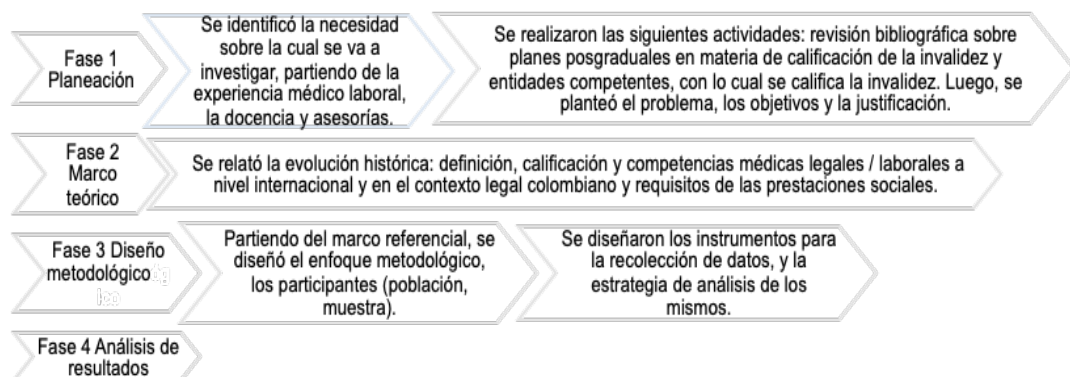 Fase 1
Planeación
Se identificó la necesidad
sobre la cual se va a
investigar, partiendo de la
experiencia médico laboral,
la docencia y asesorías.
Se realizaron las siguientes actividades: revisión bibliográfica sobre
planes posgraduales en materia de calificación de la invalidez y
entidades competentes, con lo cual se califica la invalidez. Luego, se
planteó el problema, los objetivos y la justificación.
Fase 2
Marco
teórico
Se relató la evolución histórica: definición, calificación y competencias médicas legales / laborales a
nivel internacional y en el contexto legal colombiano y requisitos de las prestaciones sociales.
Fase 3 Diseño
metodológico
Partiendo del marco referencial, se
diseñó el enfoque metodológico,
los participantes (población,
muestra).
Se diseñaron los instrumentos para
la recolección de datos, y la
estrategia de análisis de los
mismos.
Fase 4 Análisis de
resultados